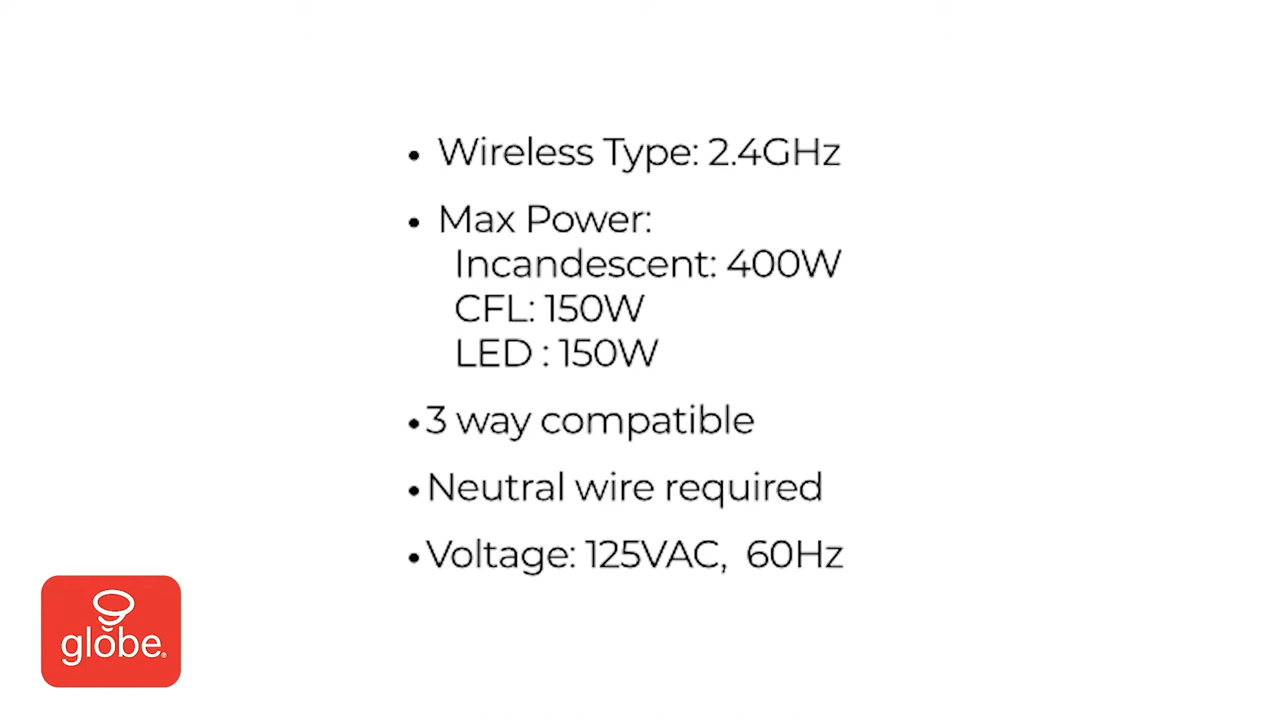 • Wireless Type: 2.4GHz
• Max Power:
Incandescent: 400W
CFL: 150W
LED : 150W
• 3 way compatible
• Neutral wire required
• Voltage: 125VAC, 60Hz
globe®